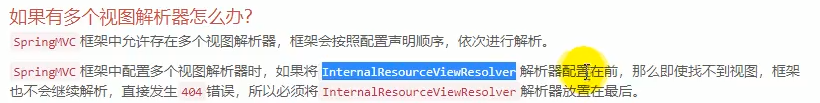 如果有多个视图解析器怎么办?
SpringMVC 框架中允许存在多个视图解析器，框架会按照配置声明顺序，依次进行解析。
SpringMVC 框架中配置多个视图解析器时，如果将 InternalResourceViewResolver 解析器配置在前，那么即使找不到视图，框架
也不会继续解析，直接发生 404 错误，所以必须将 InternalResourceViewResolver 解析器放置在最后。